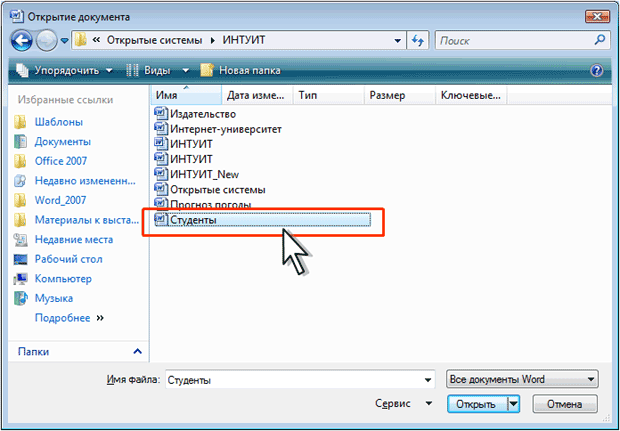 Открытие документа
« Открытые системы ИНТУИТ Поиск
Упорядочить Виды Новая папка
Избранные ссылки
Шаблоны
Документы
Office 2007
Недавно измененн...
Word_2007
Материалы к выста...
Недавние места
Рабочий стол
Компьютер
Музыка
Подробнее »
Папки
Имя Дата изме... Тип Размер Ключевые...
Издательство
Интернет-университет
ИНТУИТ
ИНТУИТ
ИНТУИТ_New
Открытые системы
Прогноз погоды
Студенты
Имя файла: Студенты Все документы Word
Сервис Открыть Отмена